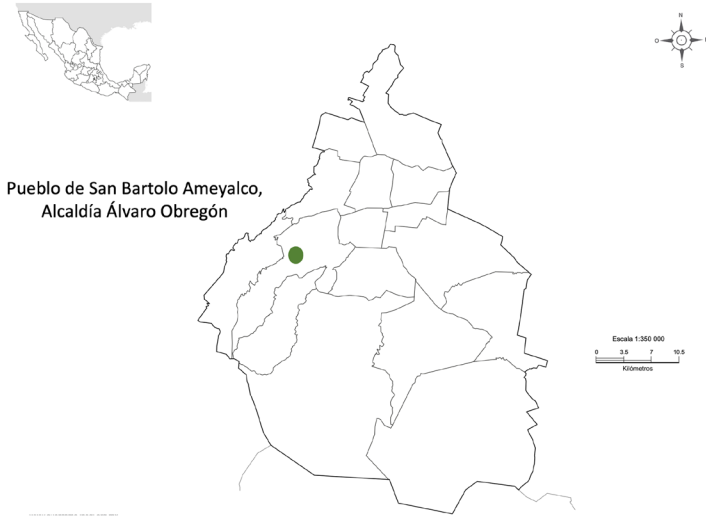 N
O
E
S
Pueblo de San Bartolo Ameyalco,
Alcaldía Álvaro Obregón
Escala 1:350 000
0 3.5 7 10.5
Kilómetros